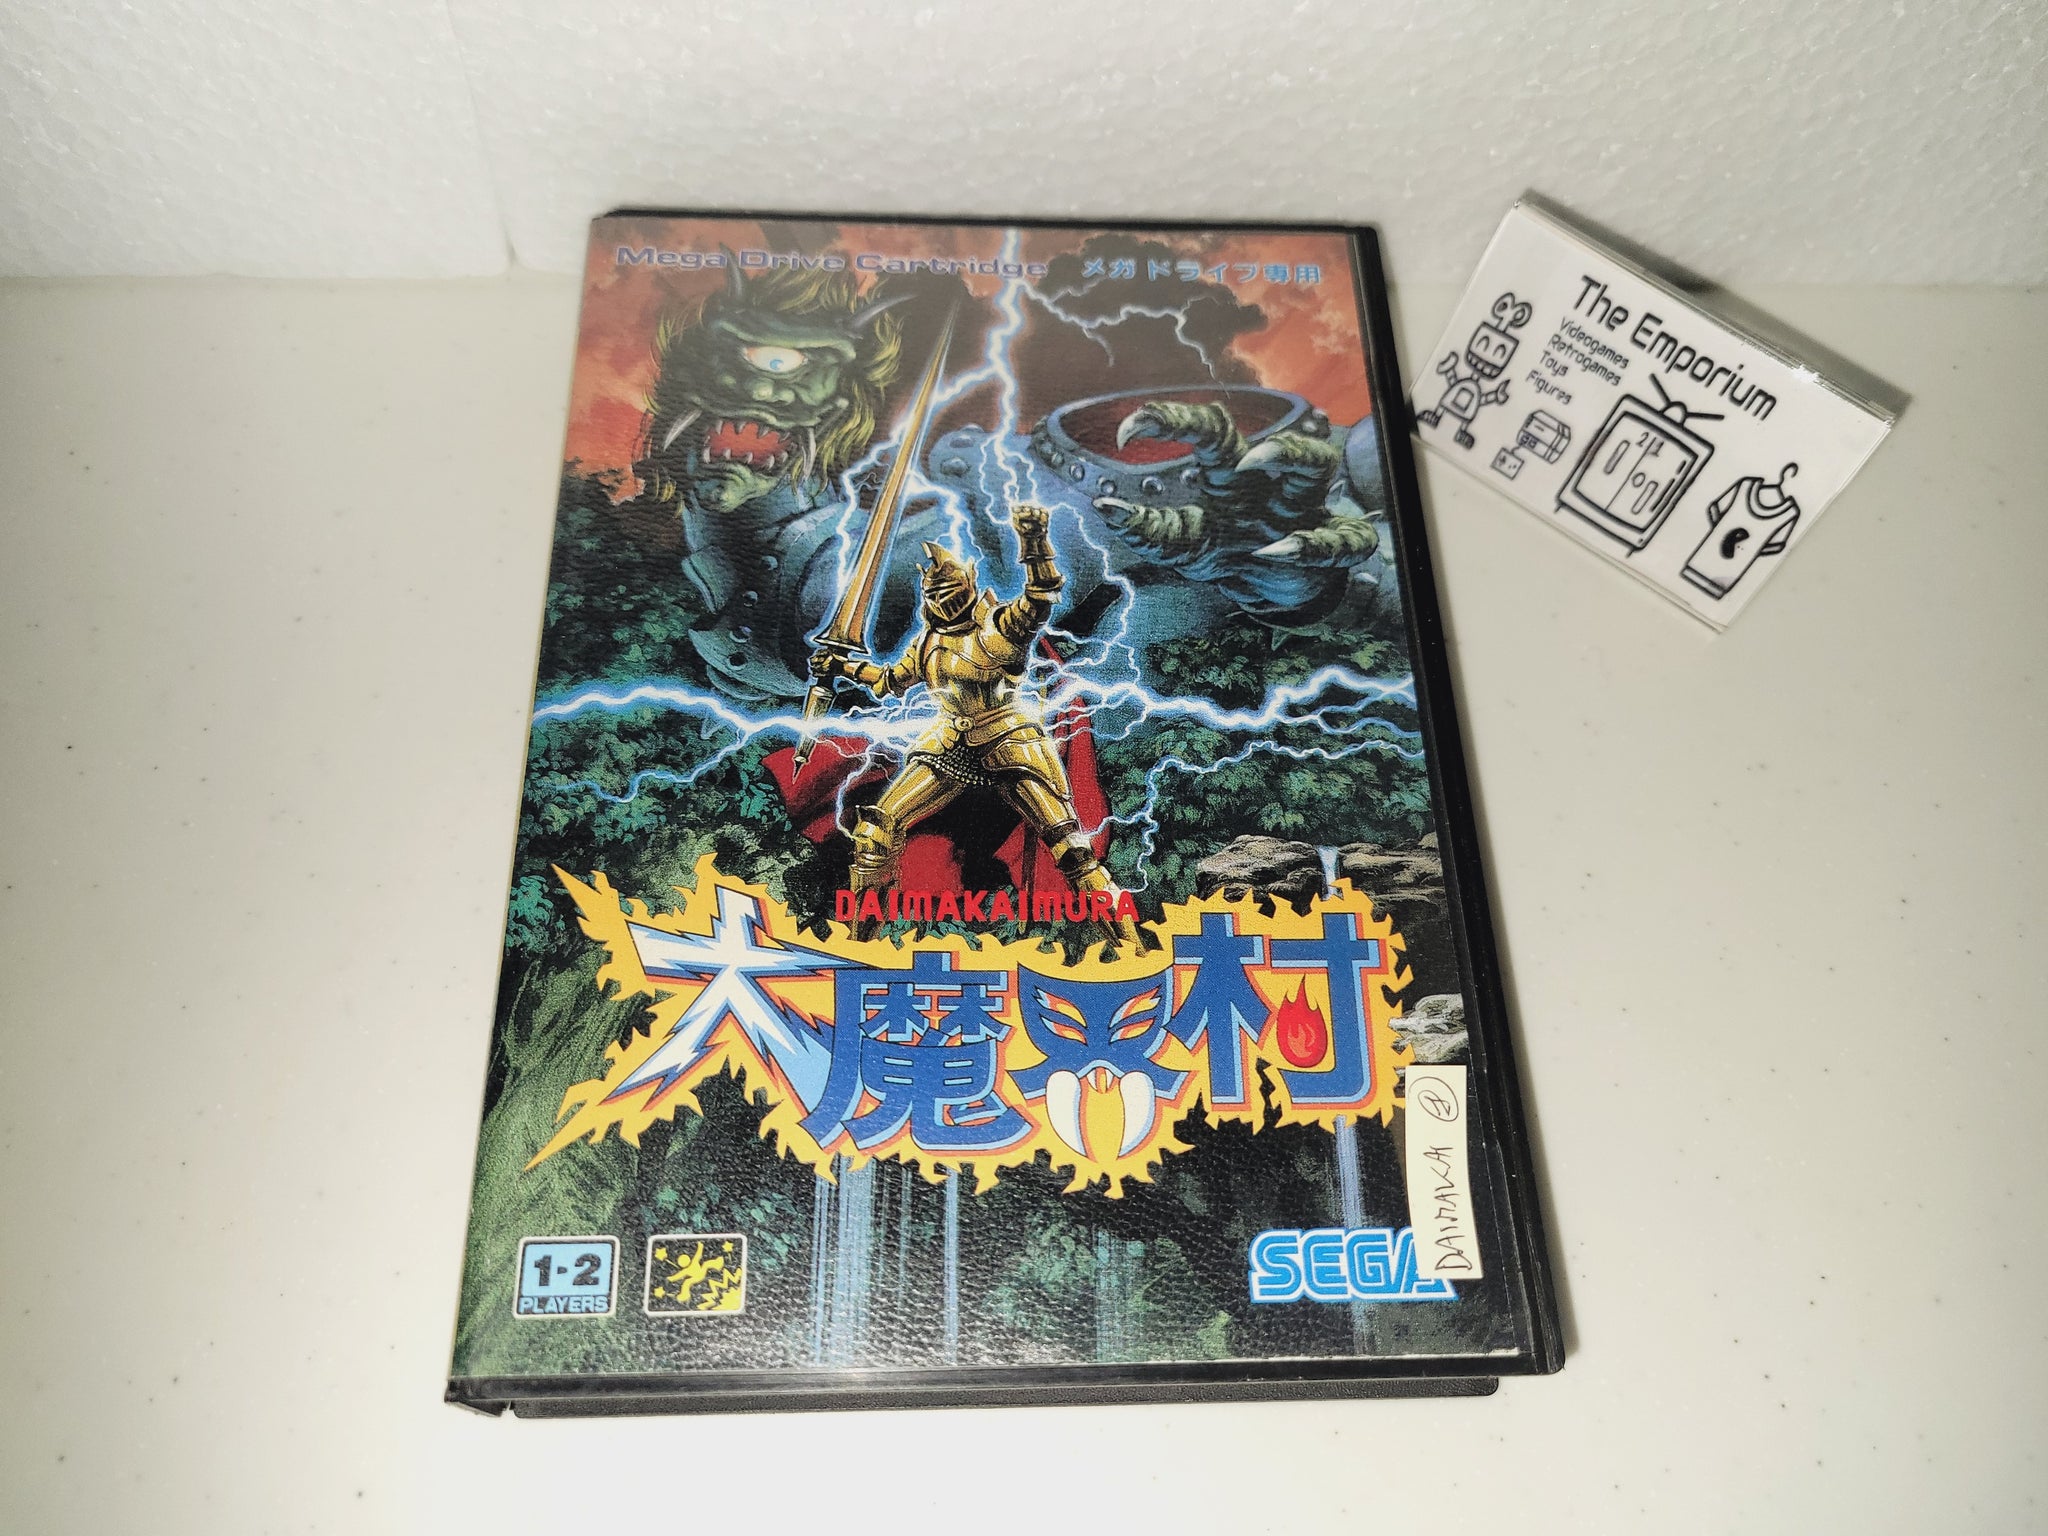 Mega Drive Cartridge メガドライブ専用
DAIMAKAIMURA
大魔界村
1-2
PLAYERS
SEGA
DAIMAKA
The Emporium
Videogames
Retrogames
Toys
Figures